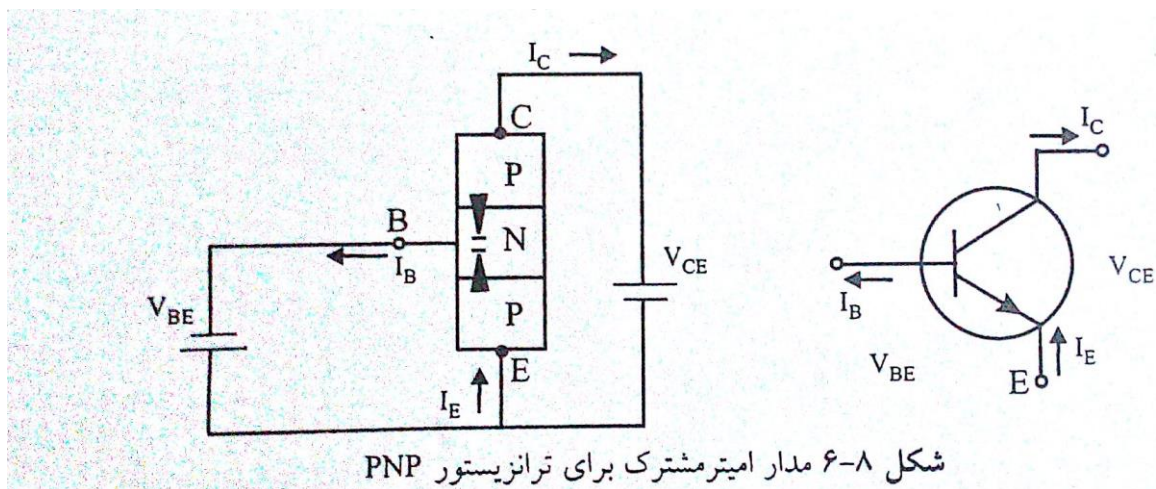 I_C
C
P
B
N
I_B
V_BE
V_CE
P
E
I_E
I_C
V_CE
I_B
V_BE
I_E
E
شکل ۸-۶ مدار امیترمشترک برای ترانزیستور PNP